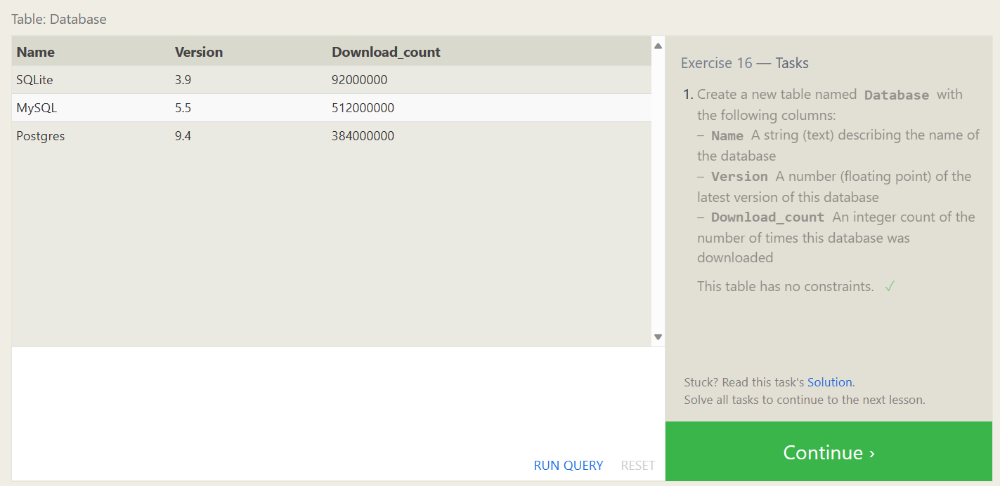 Table: Database
Name Version Download_count
SQLite 3.9 92000000
MySQL 5.5 512000000
Postgres 9.4 384000000
RUN QUERY RESET
Exercise 16 — Tasks
1. Create a new table named Database with
the following columns:
– Name A string (text) describing the name of
the database
– Version A number (floating point) of the
latest version of this database
– Download_count An integer count of the
number of times this database was
downloaded
This table has no constraints. ✓
Stuck? Read this task's Solution.
Solve all tasks to continue to the next lesson.
Continue ›